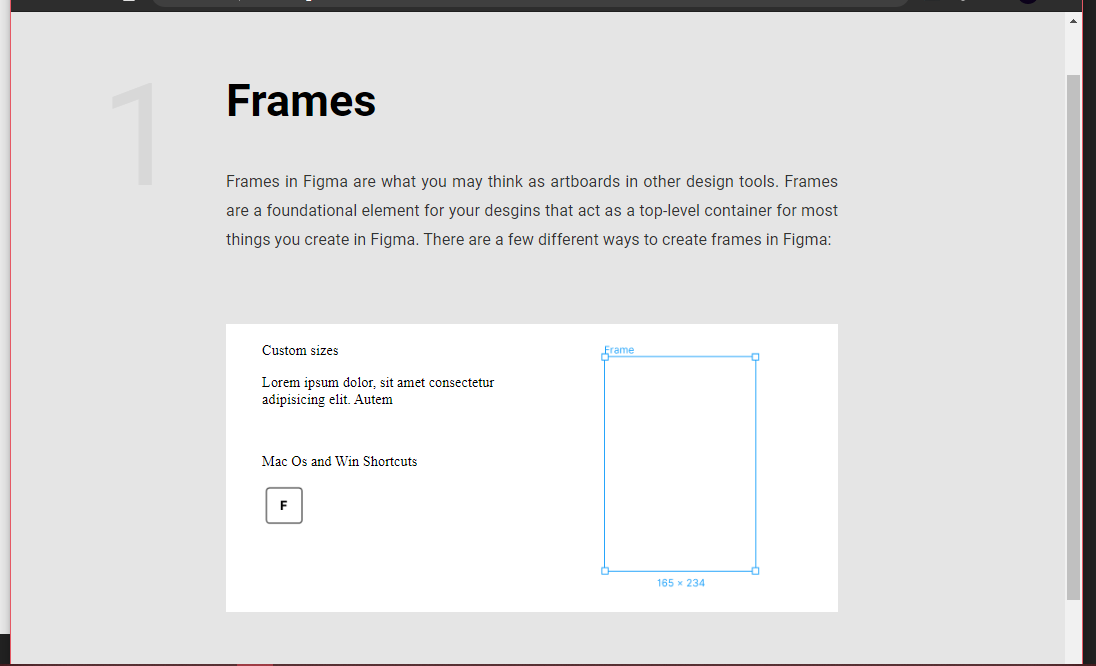 1
Frames
Frames in Figma are what you may think as artboards in other design tools. Frames
are a foundational element for your desgins that act as a top-level container for most
things you create in Figma. There are a few different ways to create frames in Figma:
Custom sizes
Lorem ipsum dolor, sit amet consectetur
adipisicing elit. Autem
Mac Os and Win Shortcuts
F
Frame
165 × 234